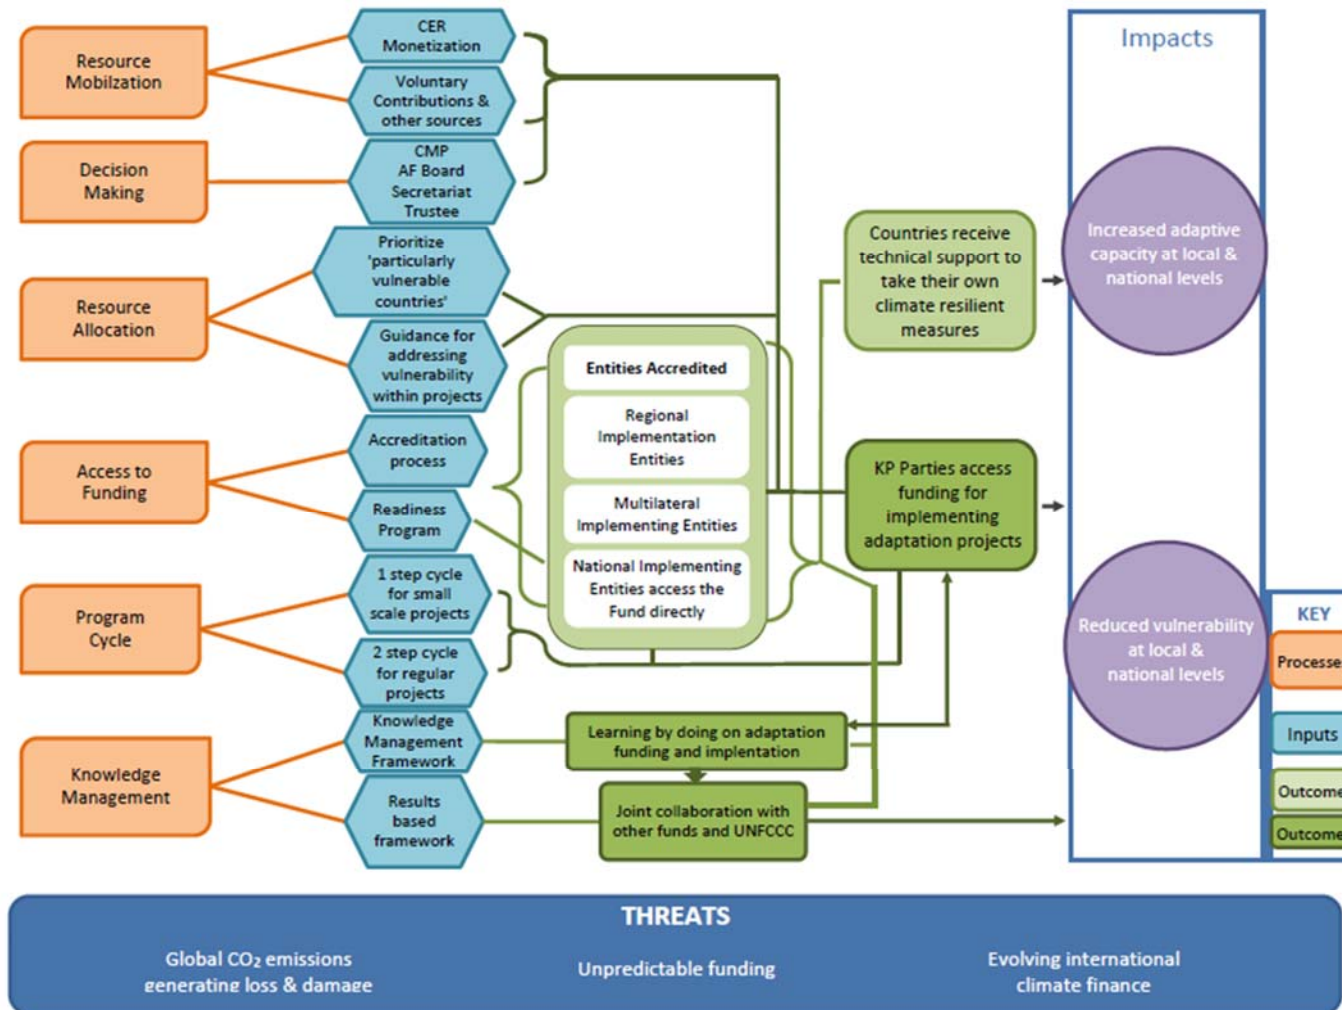 Resource
Mobilzation
CER
Monetization
Voluntary
Contributions &
other sources
Decision
Making
CMP
AF Board
Secretariat
Trustee
Resource
Allocation
Prioritize
'particularly
vulnerable
countries'
Guidance for
addressing
vulnerability
within projects
Access to
Funding
Accreditation
process
Readiness
Program
Program
Cycle
1 step cycle
for small
scale projects
2 step cycle
for regular
projects
Knowledge
Management
Knowledge
Management
Framework
Results
based
framework
Entities Accredited
Regional
Implementation
Entities
Multilateral
Implementing Entities
National Implementing
Entities access the
Fund directly
Learning by doing on adaptation
funding and implentation
Joint collaboration with
other funds and UNFCCC
Countries receive
technical support to
take their own
climate resilient
measures
KP Parties access
funding for
implementing
adaptation projects
Impacts
Increased adaptive
capacity at local &
national levels
Reduced vulnerability
at local &
national levels
KEY
Processe
Inputs
Outcome
Outcome
THREATS
Global CO₂ emissions
generating loss & damage
Unpredictable funding
Evolving international
climate finance